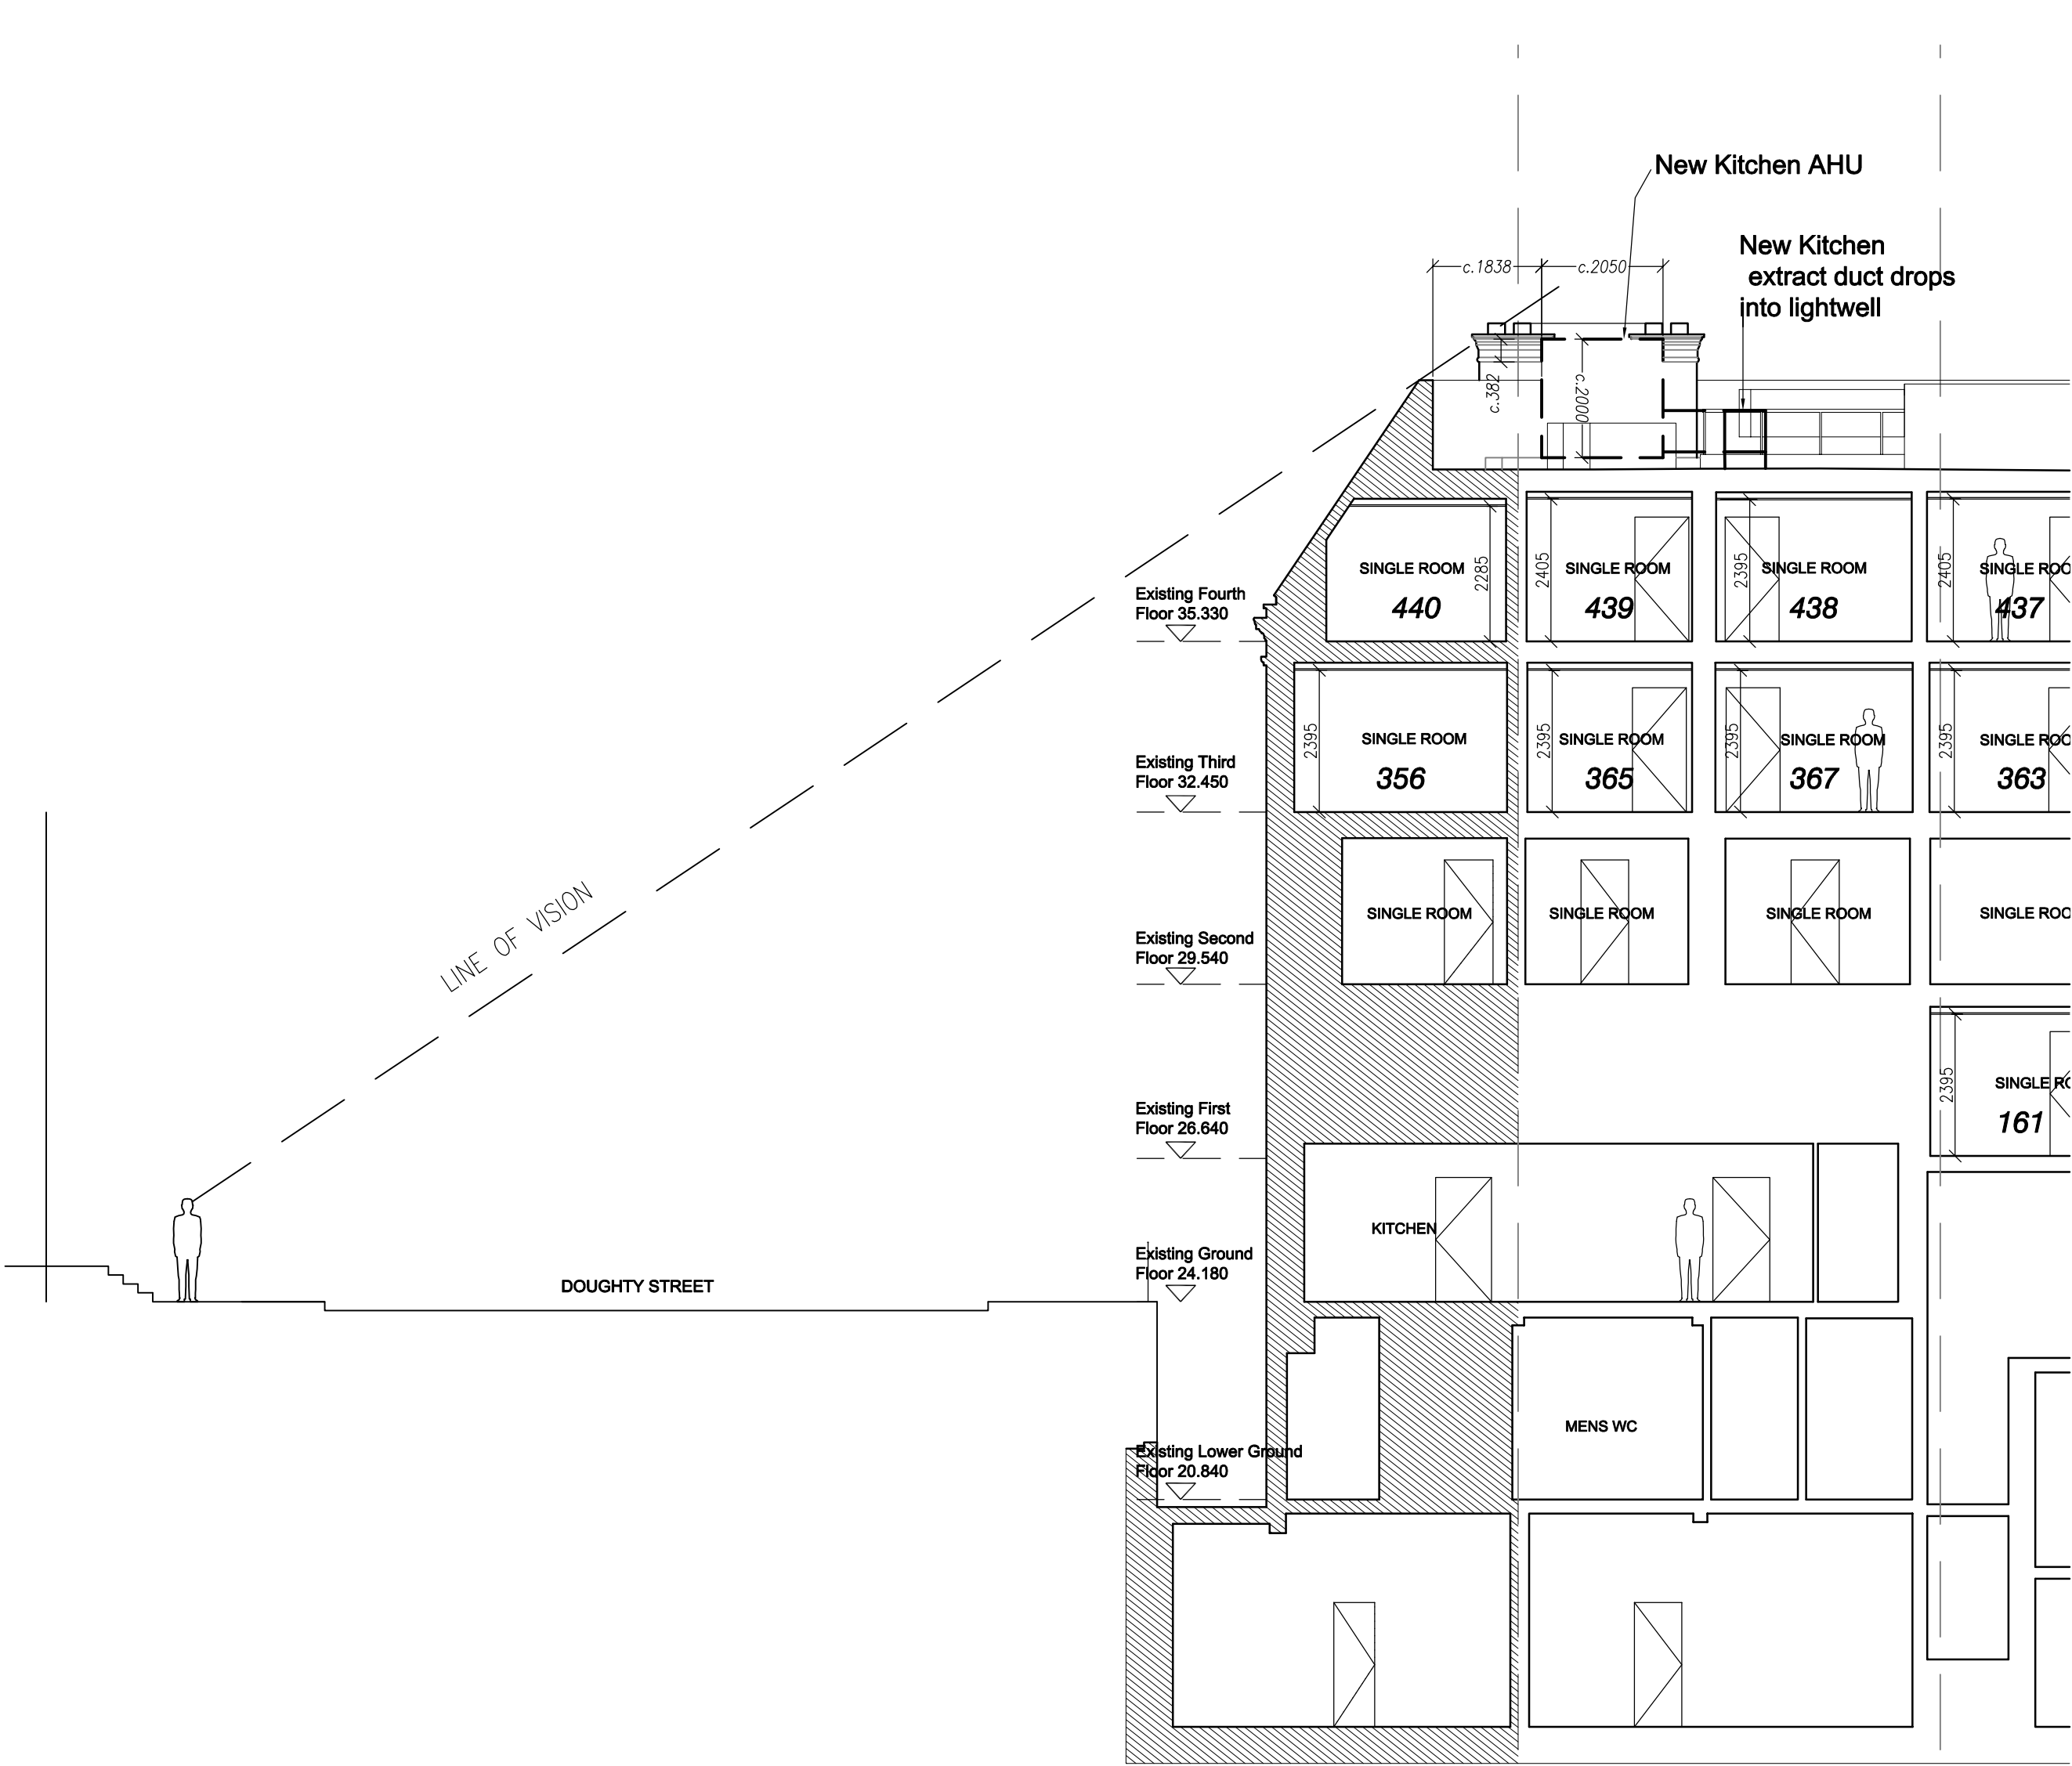 New Kitchen AHU
New Kitchen
extract duct drops
into lightwell
c.1838
c.2050
c.382
c.2000
Existing Fourth
Floor 35.330
SINGLE ROOM
2285
440
2405
SINGLE ROOM
439
2395
SINGLE ROOM
438
2405
SINGLE ROO
437
Existing Third
Floor 32.450
2395
SINGLE ROOM
356
2395
SINGLE ROOM
365
2395
SINGLE ROOM
367
2395
SINGLE ROO
363
LINE OF VISION
Existing Second
Floor 29.540
SINGLE ROOM
SINGLE ROOM
SINGLE ROOM
SINGLE ROO
Existing First
Floor 26.640
2395
SINGLE RO
161
KITCHEN
Existing Ground
Floor 24.180
DOUGHTY STREET
MENS WC
Existing Lower Ground
Floor 20.840